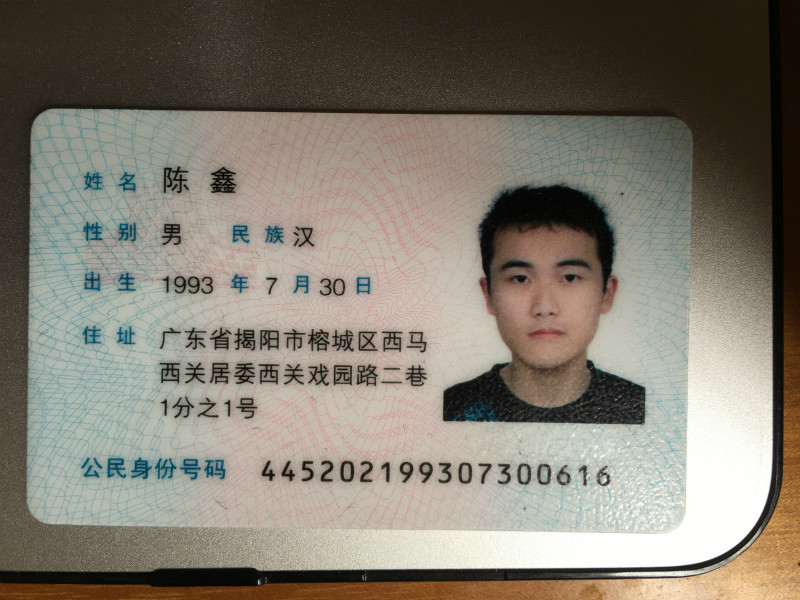 姓名 陈鑫
性别 男 民族 汉
出生 1993 年 7 月 30 日
住址 广东省揭阳市榕城区西马
西关居委西关戏园路二巷
1分之1号
公民身份号码 445202199307300616